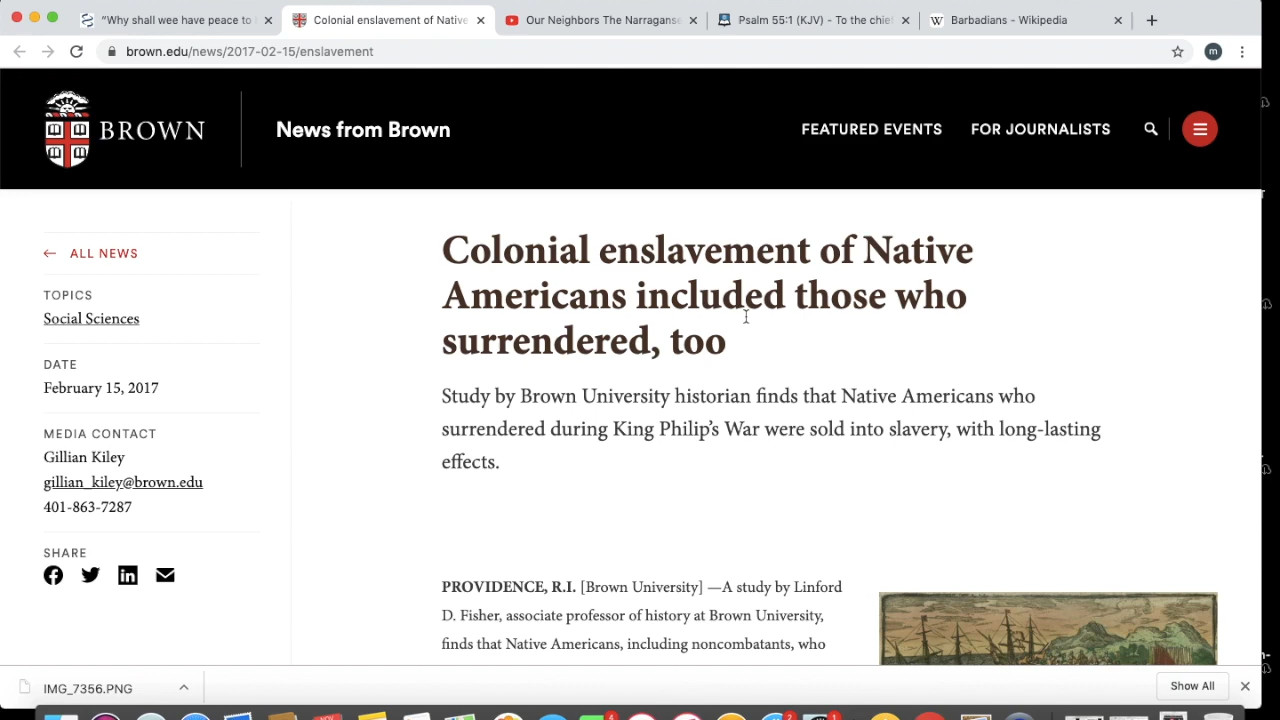 "Why shall wee have peace to
Colonial enslavement of Native
Our Neighbors The Narraganse
Psalm 55:1 (KJV) - To the chie
Barbadians - Wikipedia
brown.edu/news/2017-02-15/enslavement
m
BROWN
News from Brown
FEATURED EVENTS
FOR JOURNALISTS
← ALL NEWS
TOPICS
Social Sciences
DATE
February 15, 2017
MEDIA CONTACT
Gillian Kiley
gillian_kiley@brown.edu
401-863-7287
SHARE
Colonial enslavement of Native
Americans included those who
surrendered, too
Study by Brown University historian finds that Native Americans who
surrendered during King Philip's War were sold into slavery, with long-lasting
effects.
PROVIDENCE, R.I. [Brown University] —A study by Linford
D. Fisher, associate professor of history at Brown University,
finds that Native Americans, including noncombatants, who
IMG_7356.PNG
Show All
NOV
4
2
1